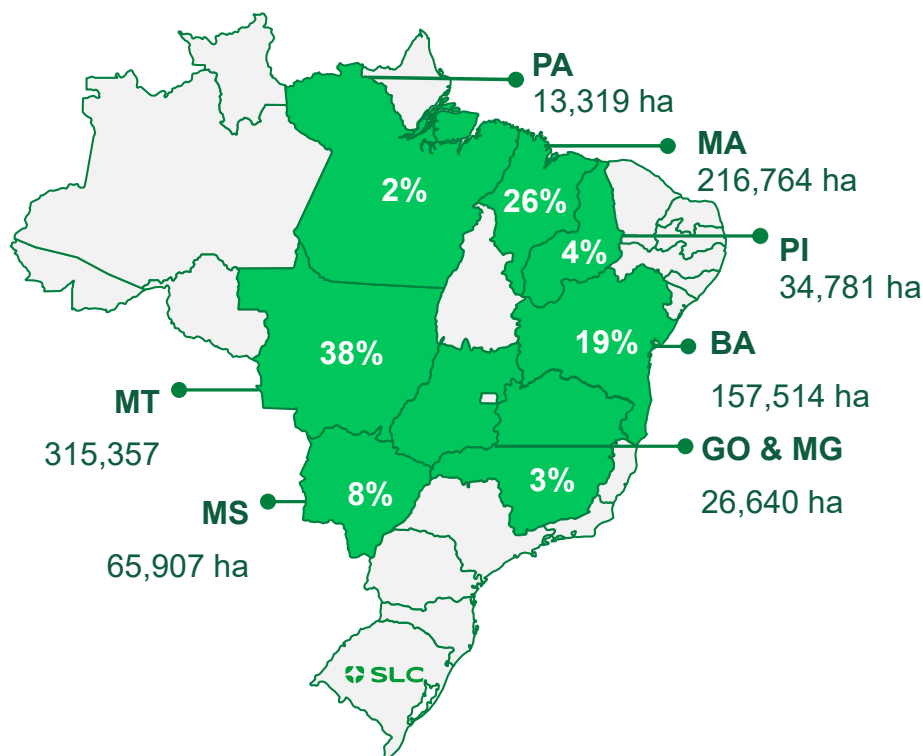 PA
13,319 ha
MA
216,764 ha
2%
26%
4%
PI
34,781 ha
38%
19%
BA
157,514 ha
MT
315,357
GO & MG
26,640 ha
3%
8%
MS
65,907 ha
SLC